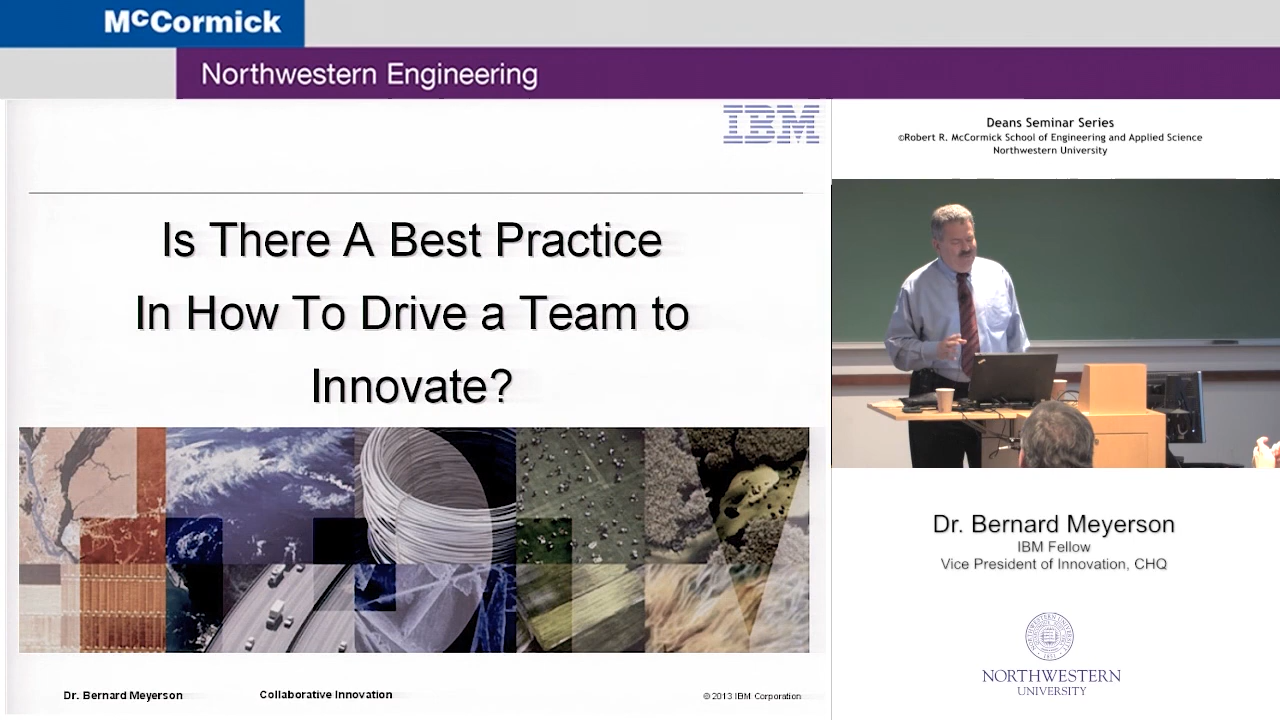 McCormick
Northwestern Engineering
IBM
Deans Seminar Series
©Robert R. McCormick School of Engineering and Applied Science
Northwestern University
Is There A Best Practice
In How To Drive a Team to
Innovate?
Dr. Bernard Meyerson
IBM Fellow
Vice President of Innovation, CHQ
NORTHWESTERN
UNIVERSITY
Dr. Bernard Meyerson
Collaborative Innovation
© 2013 IBM Corporation